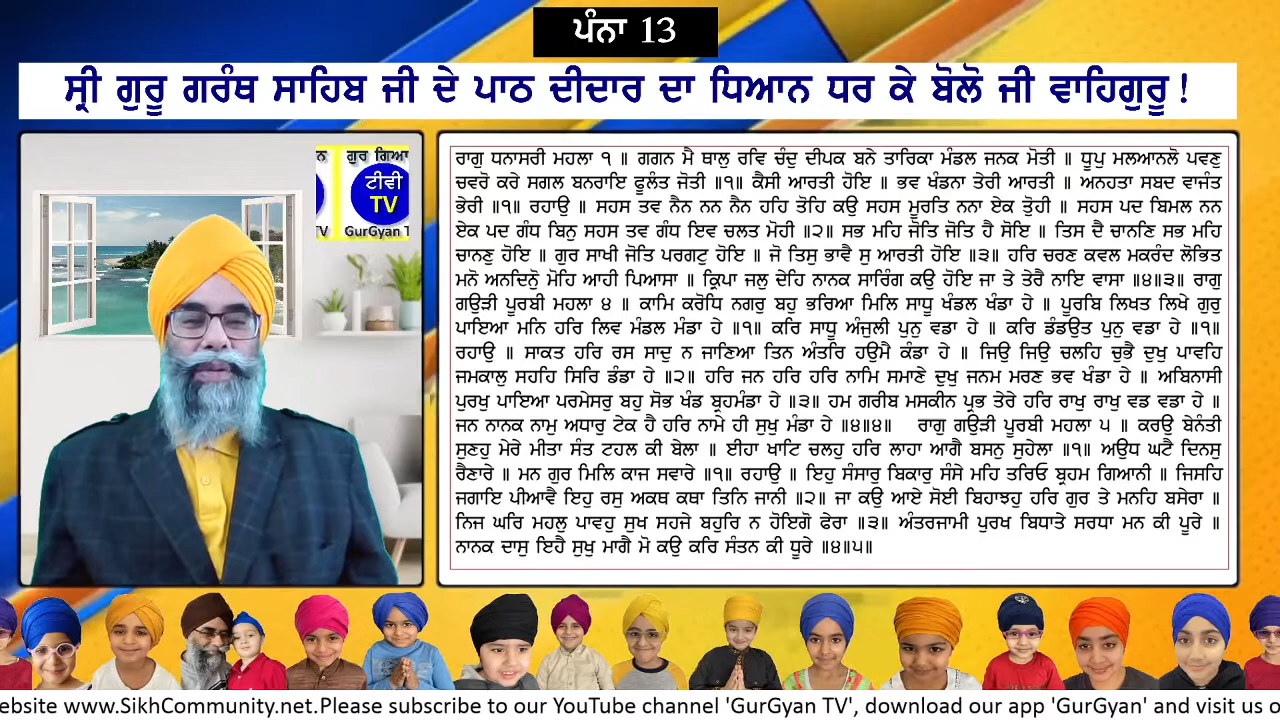 ਪੰਨਾ 13
ਸ੍ਰੀ ਗੁਰੂ ਗਰੰਥ ਸਾਹਿਬ ਜੀ ਦੇ ਪਾਠ ਦੀਦਾਰ ਦਾ ਧਿਆਨ ਧਰ ਕੇ ਬੋਲੋ ਜੀ ਵਾਹਿਗੁਰੂ!
ਗੁਰ ਗਿਆ
ਟੀਵੀ
TV
GurGyan T
ਰਾਗੁ ਧਨਾਸਰੀ ਮਹਲਾ ੧ ॥ ਗਗਨ ਮੈ ਥਾਲੁ ਰਵਿ ਚੰਦੁ ਦੀਪਕ ਬਨੇ ਤਾਰਿਕਾ ਮੰਡਲ ਜਨਕ ਮੋਤੀ ॥ ਧੂਪੁ ਮਲਆਨਲੋ ਪਵਣੁ
ਚਵਰੋ ਕਰੇ ਸਗਲ ਬਨਰਾਇ ਫੂਲੰਤ ਜੋਤੀ ॥੧॥ ਕੈਸੀ ਆਰਤੀ ਹੋਇ ॥ ਭਵ ਖੰਡਨਾ ਤੇਰੀ ਆਰਤੀ ॥ ਅਨਹਤਾ ਸਬਦ ਵਾਜੰਤ
ਭੇਰੀ ॥੧॥ ਰਹਾਉ ॥ ਸਹਸ ਤਵ ਨੈਨ ਨਨ ਨੈਨ ਹਹਿ ਤੋਹਿ ਕਉ ਸਹਸ ਮੂਰਤਿ ਨਨਾ ਏਕ ਤੋੁਹੀ ॥ ਸਹਸ ਪਦ ਬਿਮਲ ਨਨ
ਏਕ ਪਦ ਗੰਧ ਬਿਨੁ ਸਹਸ ਤਵ ਗੰਧ ਇਵ ਚਲਤ ਮੋਹੀ ॥੨॥ ਸਭ ਮਹਿ ਜੋਤਿ ਜੋਤਿ ਹੈ ਸੋਇ ॥ ਤਿਸ ਦੈ ਚਾਨਣਿ ਸਭ ਮਹਿ
ਚਾਨਣੁ ਹੋਇ ॥ ਗੁਰ ਸਾਖੀ ਜੋਤਿ ਪਰਗਟੁ ਹੋਇ ॥ ਜੋ ਤਿਸੁ ਭਾਵੈ ਸੁ ਆਰਤੀ ਹੋਇ ॥੩॥ ਹਰਿ ਚਰਣ ਕਵਲ ਮਕਰੰਦ ਲੋਭਿਤ
ਮਨੋ ਅਨਦਿਨੋੁ ਮੋਹਿ ਆਹੀ ਪਿਆਸਾ ॥ ਕ੍ਰਿਪਾ ਜਲੁ ਦੇਹਿ ਨਾਨਕ ਸਾਰਿੰਗ ਕਉ ਹੋਇ ਜਾ ਤੇ ਤੇਰੈ ਨਾਇ ਵਾਸਾ ॥੪॥੩॥ ਰਾਗੁ
ਗਉੜੀ ਪੂਰਬੀ ਮਹਲਾ ੪ ॥ ਕਾਮਿ ਕਰੋਧਿ ਨਗਰੁ ਬਹੁ ਭਰਿਆ ਮਿਲਿ ਸਾਧੂ ਖੰਡਲ ਖੰਡਾ ਹੇ ॥ ਪੂਰਬਿ ਲਿਖਤ ਲਿਖੇ ਗੁਰੁ
ਪਾਇਆ ਮਨਿ ਹਰਿ ਲਿਵ ਮੰਡਲ ਮੰਡਾ ਹੇ ॥੧॥ ਕਰਿ ਸਾਧੂ ਅੰਜੁਲੀ ਪੁਨੁ ਵਡਾ ਹੇ ॥ ਕਰਿ ਡੰਡਉਤ ਪੁਨੁ ਵਡਾ ਹੇ ॥੧॥
ਰਹਾਉ ॥ ਸਾਕਤ ਹਰਿ ਰਸ ਸਾਦੁ ਨ ਜਾਣਿਆ ਤਿਨ ਅੰਤਰਿ ਹਉਮੈ ਕੰਡਾ ਹੇ ॥ ਜਿਉ ਜਿਉ ਚਲਹਿ ਚੁਭੈ ਦੁਖੁ ਪਾਵਹਿ
ਜਮਕਾਲੁ ਸਹਹਿ ਸਿਰਿ ਡੰਡਾ ਹੇ ॥੨॥ ਹਰਿ ਜਨ ਹਰਿ ਹਰਿ ਨਾਮਿ ਸਮਾਣੇ ਦੁਖੁ ਜਨਮ ਮਰਣ ਭਵ ਖੰਡਾ ਹੇ ॥ ਅਬਿਨਾਸੀ
ਪੁਰਖੁ ਪਾਇਆ ਪਰਮੇਸਰੁ ਬਹੁ ਸੋਭ ਖੰਡ ਬ੍ਰਹਮੰਡਾ ਹੇ ॥੩॥ ਹਮ ਗਰੀਬ ਮਸਕੀਨ ਪ੍ਰਭ ਤੇਰੇ ਹਰਿ ਰਾਖੁ ਰਾਖੁ ਵਡ ਵਡਾ ਹੇ ॥
ਜਨ ਨਾਨਕ ਨਾਮੁ ਅਧਾਰੁ ਟੇਕ ਹੈ ਹਰਿ ਨਾਮੇ ਹੀ ਸੁਖੁ ਮੰਡਾ ਹੇ ॥੪॥੪॥ ਰਾਗੁ ਗਉੜੀ ਪੂਰਬੀ ਮਹਲਾ ੫ ॥ ਕਰਉ ਬੇਨੰਤੀ
ਸੁਣਹੁ ਮੇਰੇ ਮੀਤਾ ਸੰਤ ਟਹਲ ਕੀ ਬੇਲਾ ॥ ਈਹਾ ਖਾਟਿ ਚਲਹੁ ਹਰਿ ਲਾਹਾ ਆਗੈ ਬਸਨੁ ਸੁਹੇਲਾ ॥੧॥ ਅਉਧ ਘਟੈ ਦਿਨਸੁ
ਰੈਣਾਰੇ ॥ ਮਨ ਗੁਰ ਮਿਲਿ ਕਾਜ ਸਵਾਰੇ ॥੧॥ ਰਹਾਉ ॥ ਇਹੁ ਸੰਸਾਰੁ ਬਿਕਾਰੁ ਸੰਸੇ ਮਹਿ ਤਰਿਓ ਬ੍ਰਹਮ ਗਿਆਨੀ ॥ ਜਿਸਹਿ
ਜਗਾਇ ਪੀਆਵੈ ਇਹੁ ਰਸੁ ਅਕਥ ਕਥਾ ਤਿਨਿ ਜਾਨੀ ॥੨॥ ਜਾ ਕਉ ਆਏ ਸੋਈ ਬਿਹਾਝਹੁ ਹਰਿ ਗੁਰ ਤੇ ਮਨਹਿ ਬਸੇਰਾ ॥
ਨਿਜ ਘਰਿ ਮਹਲੁ ਪਾਵਹੁ ਸੁਖ ਸਹਜੇ ਬਹੁਰਿ ਨ ਹੋਇਗੋ ਫੇਰਾ ॥੩॥ ਅੰਤਰਜਾਮੀ ਪੁਰਖ ਬਿਧਾਤੇ ਸਰਧਾ ਮਨ ਕੀ ਪੂਰੇ ॥
ਨਾਨਕ ਦਾਸੁ ਇਹੈ ਸੁਖੁ ਮਾਗੈ ਮੋ ਕਉ ਕਰਿ ਸੰਤਨ ਕੀ ਧੂਰੇ ॥੪॥੫॥
ebsite www.SikhCommunity.net.Please subscribe to our YouTube channel 'GurGyan TV', download our app 'GurGyan' and visit us o